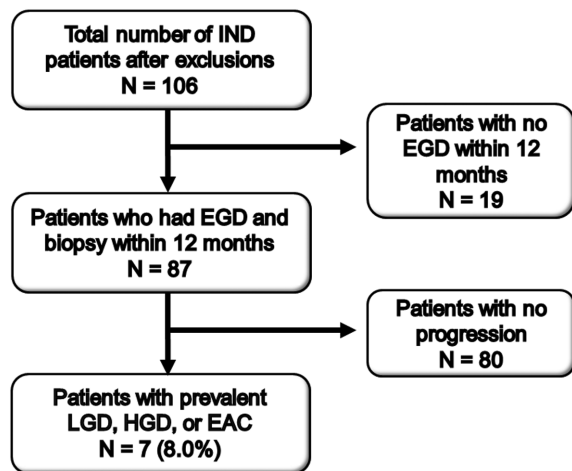 Total number of IND
patients after exclusions
N = 106
Patients with no
EGD within 12
months
N = 19
Patients who had EGD and
biopsy within 12 months
N = 87
Patients with no
progression
N = 80
Patients with prevalent
LGD, HGD, or EAC
N = 7 (8.0%)